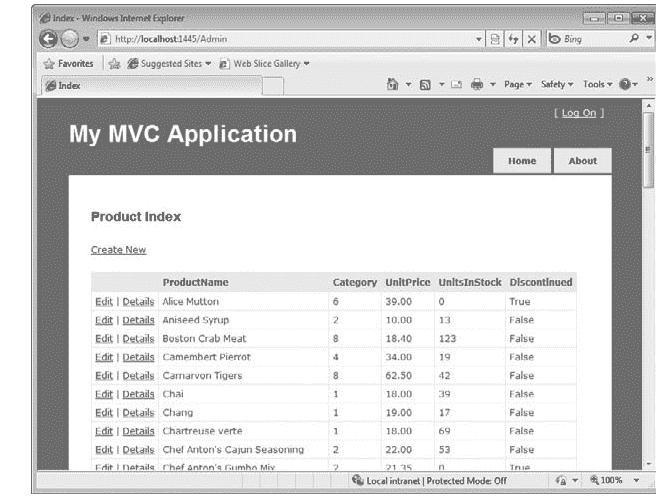 Index - Windows Internet Explorer
http://localhost:1445/Admin
Bing
Favorites
Suggested Sites
Web Slice Gallery
Index
Page
Safety
Tools
»
[ Log On ]
My MVC Application
Home
About
Product Index
Create New
ProductName Category UnitPrice UnitsInStock Discontinued
Edit | Details Alice Mutton 6 39.00 0 True
Edit | Details Aniseed Syrup 2 10.00 13 False
Edit | Details Boston Crab Meat 8 18.40 123 False
Edit | Details Camembert Pierrot 4 34.00 19 False
Edit | Details Carnarvon Tigers 8 62.50 42 False
Edit | Details Chai 1 18.00 39 False
Edit | Details Chang 1 19.00 17 False
Edit | Details Chartreuse verte 1 18.00 69 False
Edit | Details Chef Anton's Cajun Seasoning 2 22.00 53 False
Edit | Details Chef Anton's Gumbo Mix 2 21.35 0 True
Local intranet | Protected Mode: Off
100%